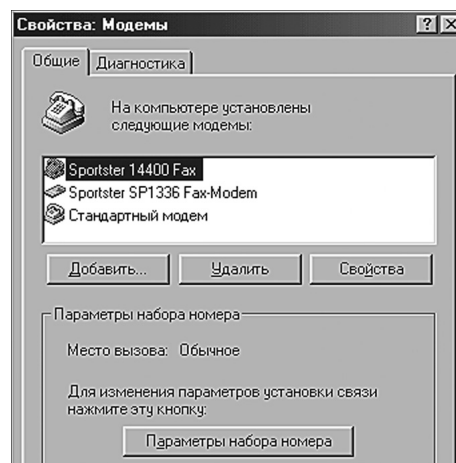 Свойства: Модемы
Общие Диагностика
На компьютере установлены
следующие модемы:
Sportster 14400 Fax
Sportster SP1336 Fax-Modem
Стандартный модем
Добавить... Удалить Свойства
Параметры набора номера
Место вызова: Обычное
Для изменения параметров установки связи
нажмите эту кнопку:
Параметры набора номера